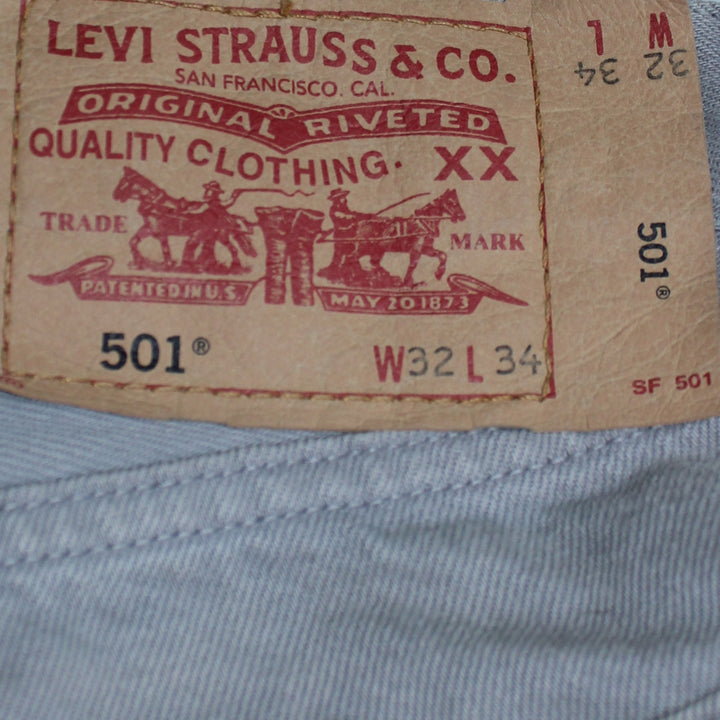 LEVI STRAUSS & CO.
SAN FRANCISCO. CAL.
ORIGINAL RIVETED
QUALITY CLOTHING. XX
TRADE MARK
PATENTED IN U.S. MAY 20 1873
501® W32 L 34
W L
32 34
501®
SF 501